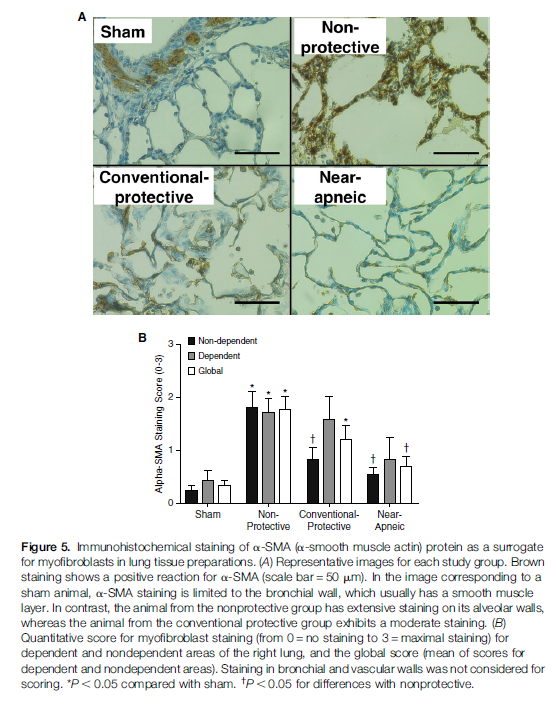 A
Sham
Non-
protective
Conventional-
protective
Near-
apneic
B
Non-dependent
Dependent
Global
Alpha-SMA Staining Score (0-3)
3
2
1
0
* * *
† *
† †
Sham
Non-
Protective
Conventional-
Protective
Near-
Apneic
Figure 5. Immunohistochemical staining of α-SMA (α-smooth muscle actin) protein as a surrogate
for myofibroblasts in lung tissue preparations. (A) Representative images for each study group. Brown
staining shows a positive reaction for α-SMA (scale bar = 50 μm). In the image corresponding to a
sham animal, α-SMA staining is limited to the bronchial wall, which usually has a smooth muscle
layer. In contrast, the animal from the nonprotective group has extensive staining on its alveolar walls,
whereas the animal from the conventional protective group exhibits a moderate staining. (B)
Quantitative score for myofibroblast staining (from 0 = no staining to 3 = maximal staining) for
dependent and nondependent areas of the right lung, and the global score (mean of scores for
dependent and nondependent areas). Staining in bronchial and vascular walls was not considered for
scoring. *P < 0.05 compared with sham. †P < 0.05 for differences with nonprotective.